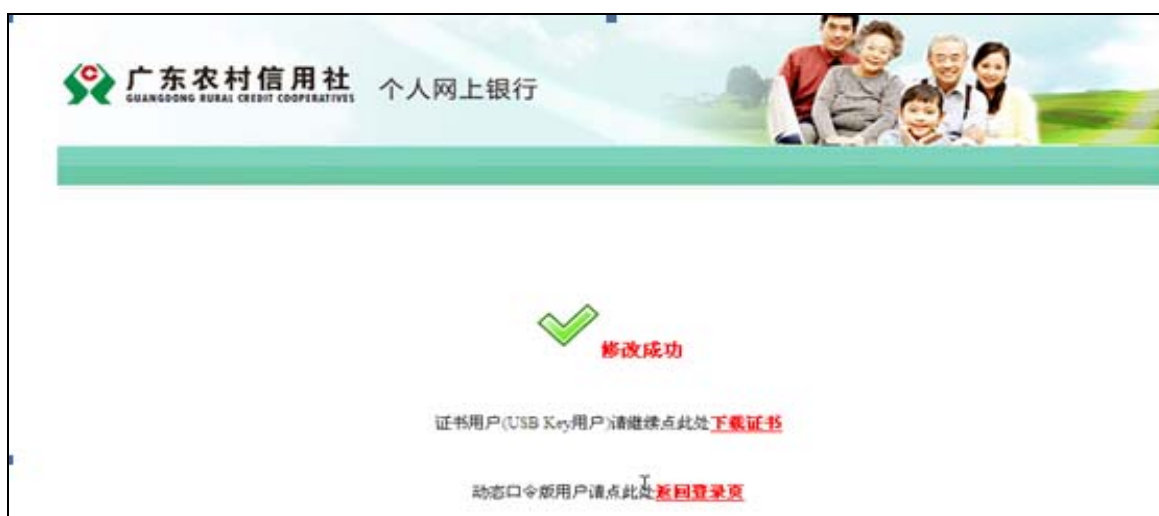 广东农村信用社 个人网上银行
GUANGDONG RURAL CREDIT COOPERATIVES
修改成功
证书用户(USB Key用户)请继续点此处下载证书
动态口令版用户请点此处返回登录页